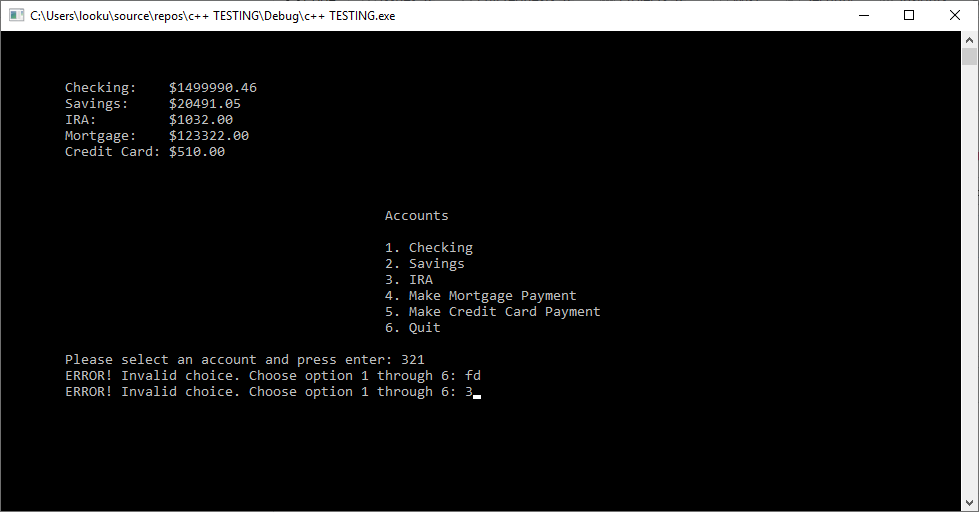 C:\Users\looku\source\repos\c++ TESTING\Debug\c++ TESTING.exe
Checking: $1499990.46
Savings: $20491.05
IRA: $1032.00
Mortgage: $123322.00
Credit Card: $510.00
Accounts
1. Checking
2. Savings
3. IRA
4. Make Mortgage Payment
5. Make Credit Card Payment
6. Quit
Please select an account and press enter: 321
ERROR! Invalid choice. Choose option 1 through 6: fd
ERROR! Invalid choice. Choose option 1 through 6: 3